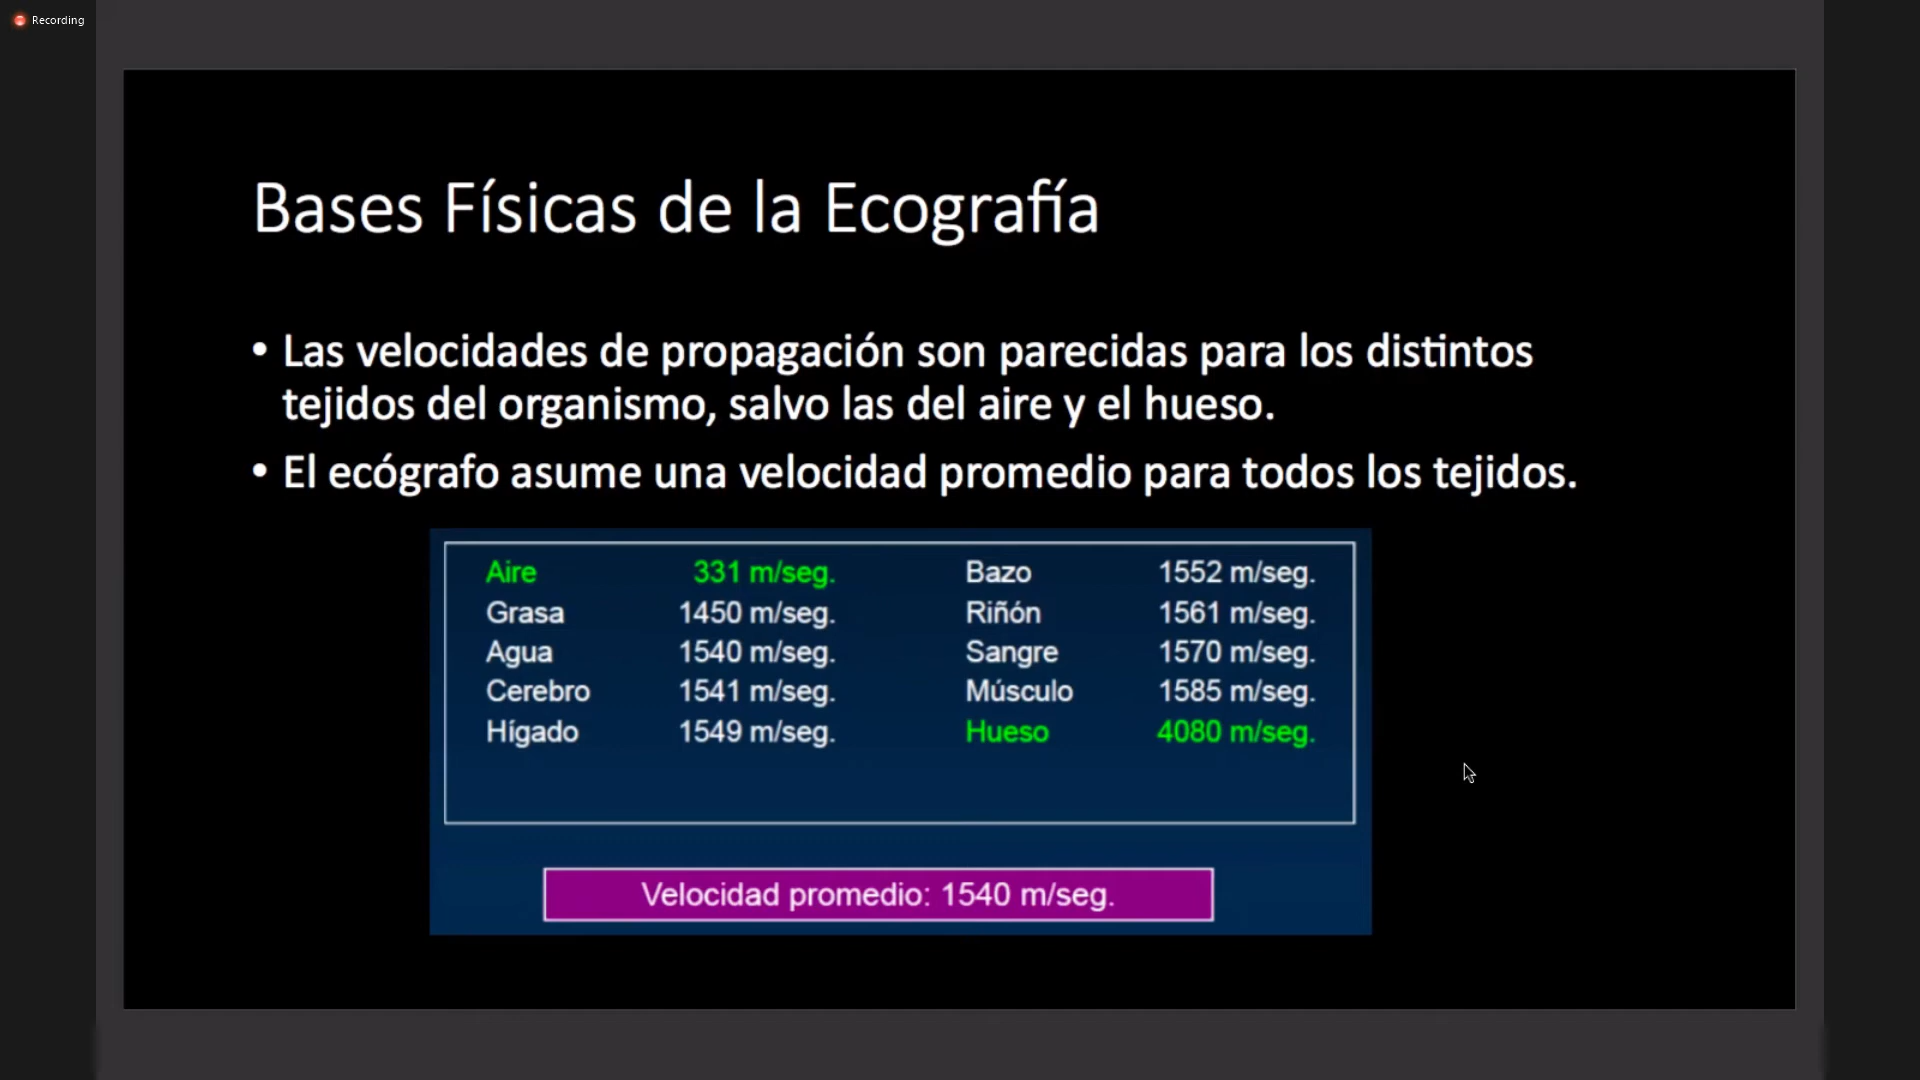 Recording
Bases Físicas de la Ecografía
• Las velocidades de propagación son parecidas para los distintos
tejidos del organismo, salvo las del aire y el hueso.
• El ecógrafo asume una velocidad promedio para todos los tejidos.
Aire 331 m/seg. Bazo 1552 m/seg.
Grasa 1450 m/seg. Riñón 1561 m/seg.
Agua 1540 m/seg. Sangre 1570 m/seg.
Cerebro 1541 m/seg. Músculo 1585 m/seg.
Hígado 1549 m/seg. Hueso 4080 m/seg.
Velocidad promedio: 1540 m/seg.